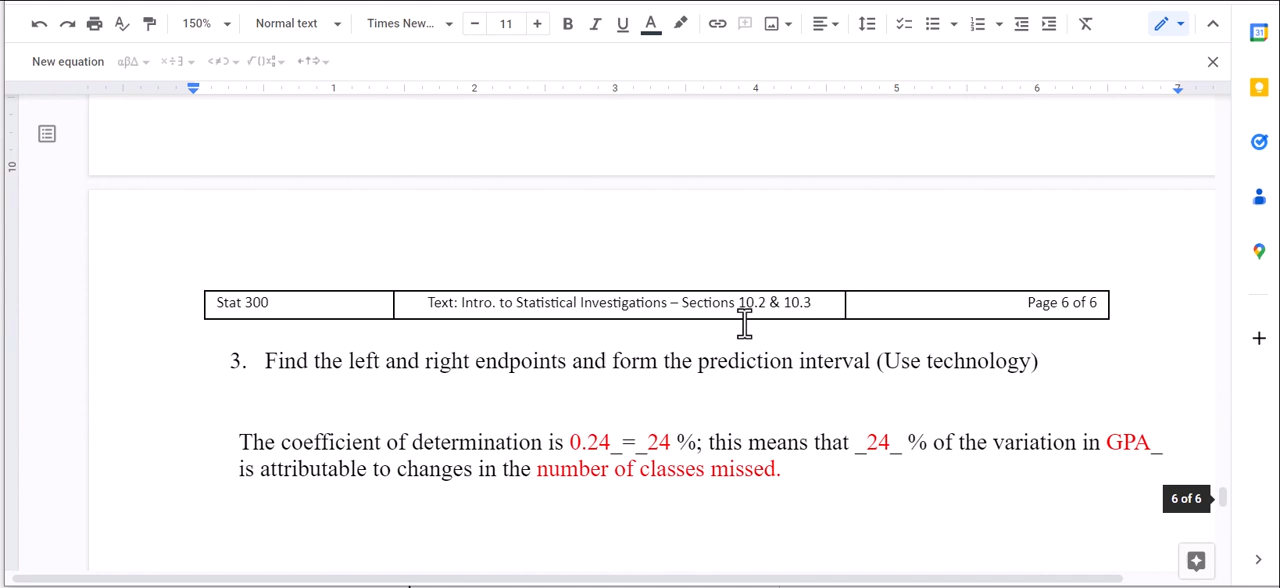 150% Normal text Times New... − 11 + B I U A
New equation αβΔ ×÷∃ <≠⊃
1 2 3 4 5 6 7
10
31
Stat 300 Text: Intro. to Statistical Investigations – Sections 10.2 & 10.3 Page 6 of 6
3. Find the left and right endpoints and form the prediction interval (Use technology)
The coefficient of determination is 0.24_=_24 %; this means that _24_ % of the variation in GPA_
is attributable to changes in the number of classes missed.
6 of 6